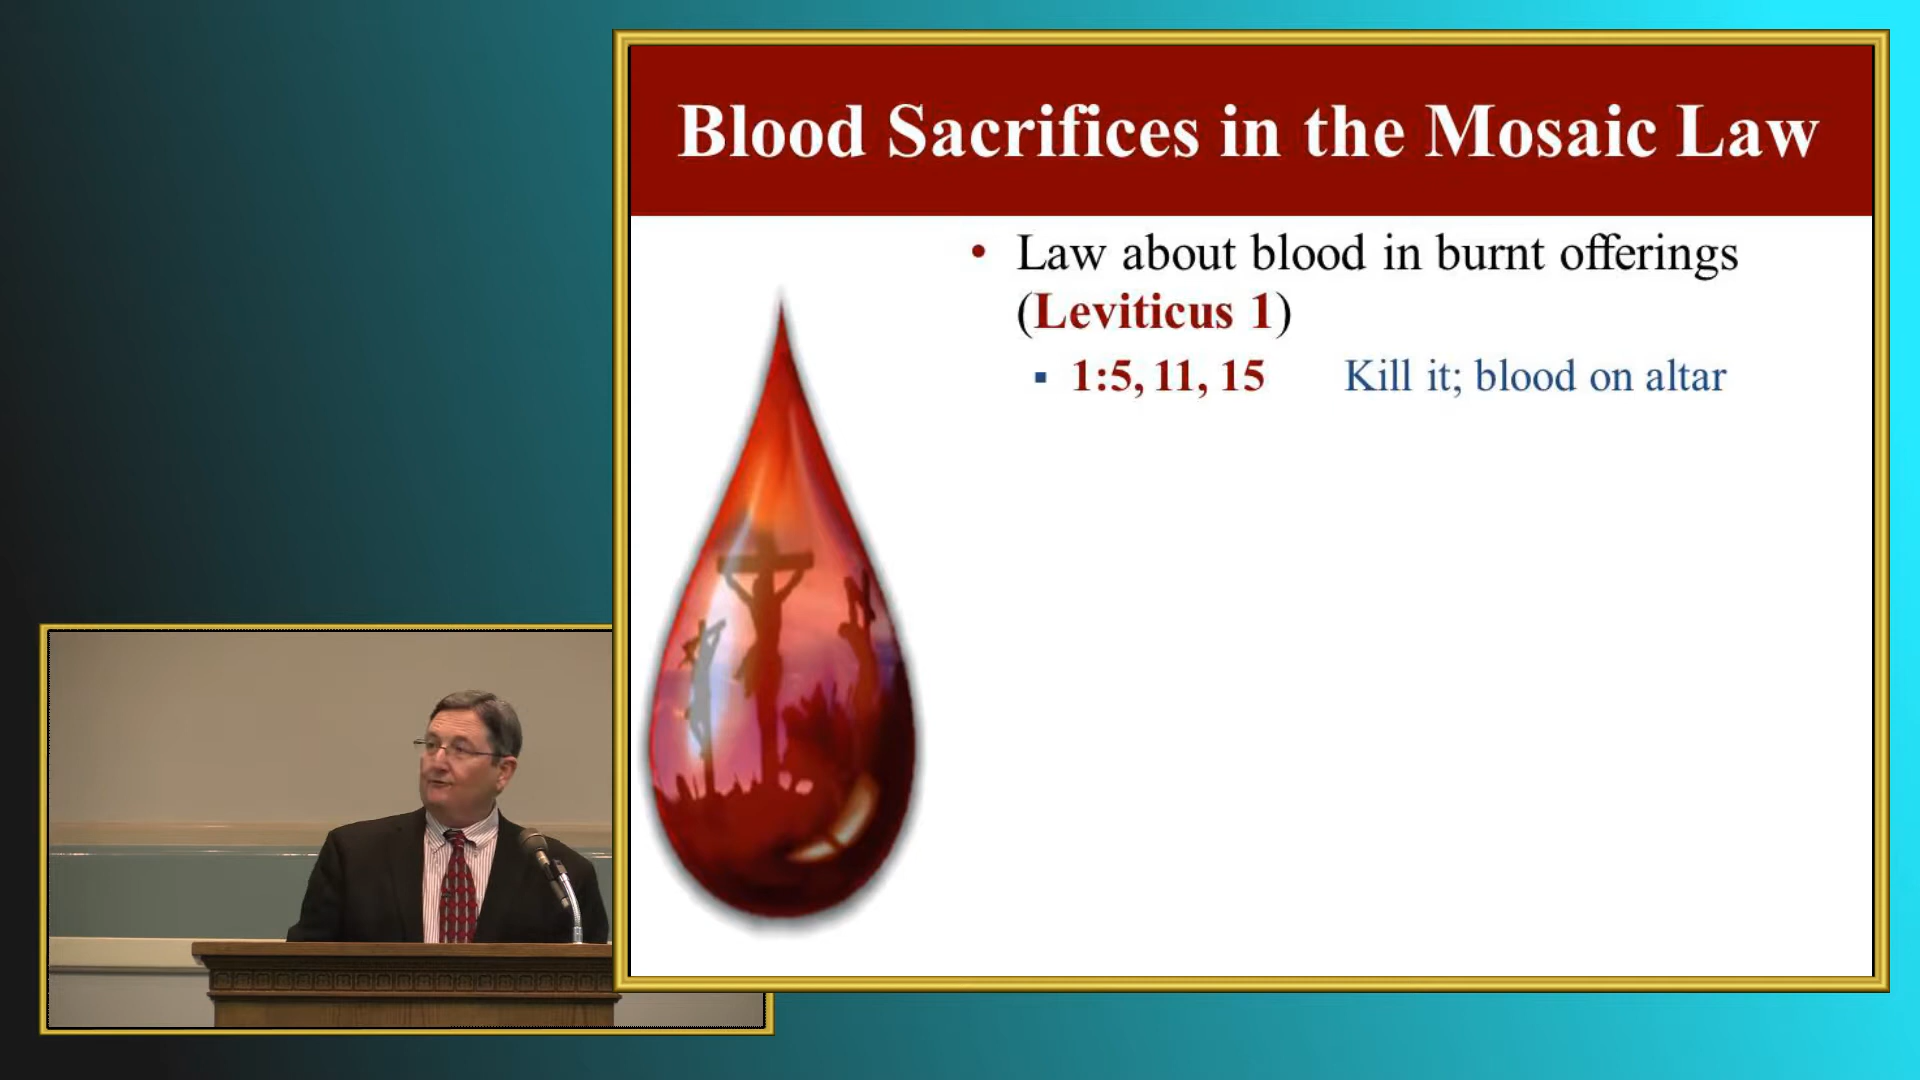 Blood Sacrifices in the Mosaic Law
• Law about blood in burnt offerings
(Leviticus 1)
▪ 1:5, 11, 15 Kill it; blood on altar